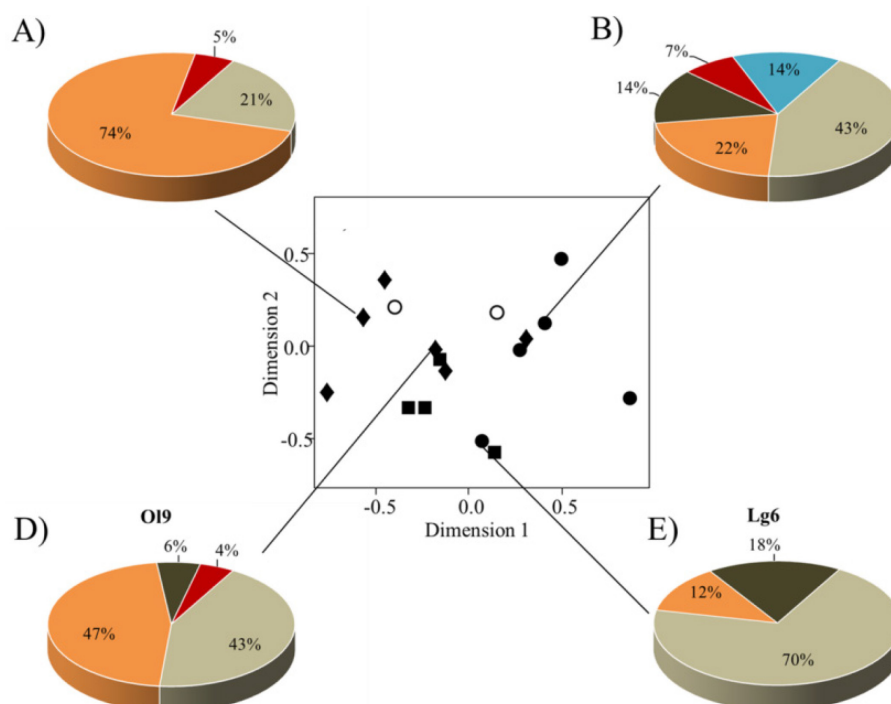 A)
5%
21%
74%
B)
7%
14%
14%
43%
22%
0.5
0.0
-0.5
Dimension 2
-0.5
0.0
0.5
Dimension 1
D)
Ol9
6%
4%
47%
43%
E)
Lg6
18%
12%
70%